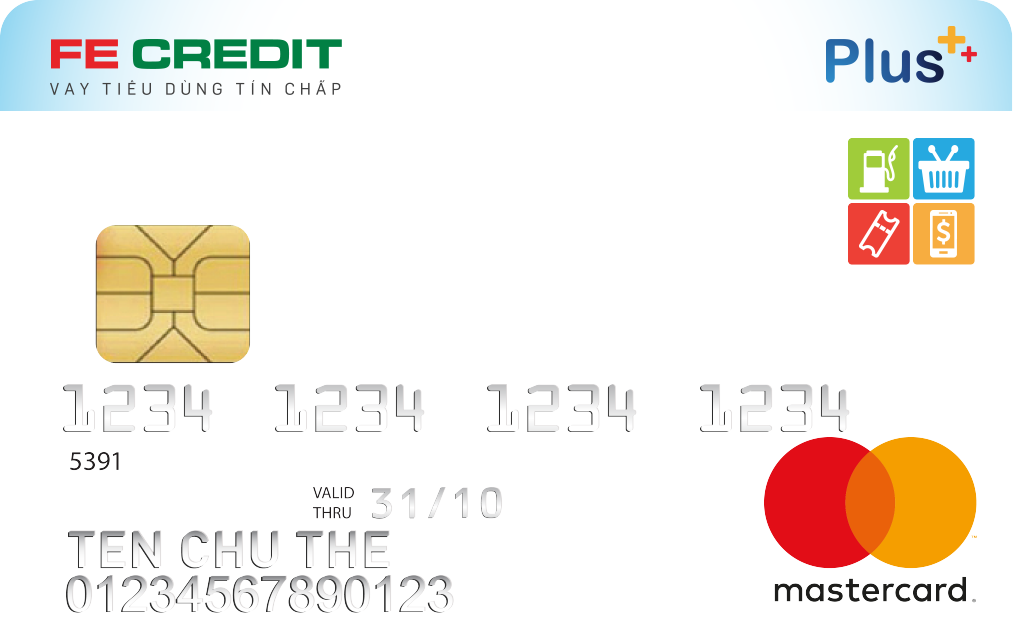 FE CREDIT
VAY TIÊU DÙNG TÍN CHẤP
Plus
1234 1234 1234 1234
5391
VALID THRU 31/10
TEN CHU THE
01234567890123
mastercard.